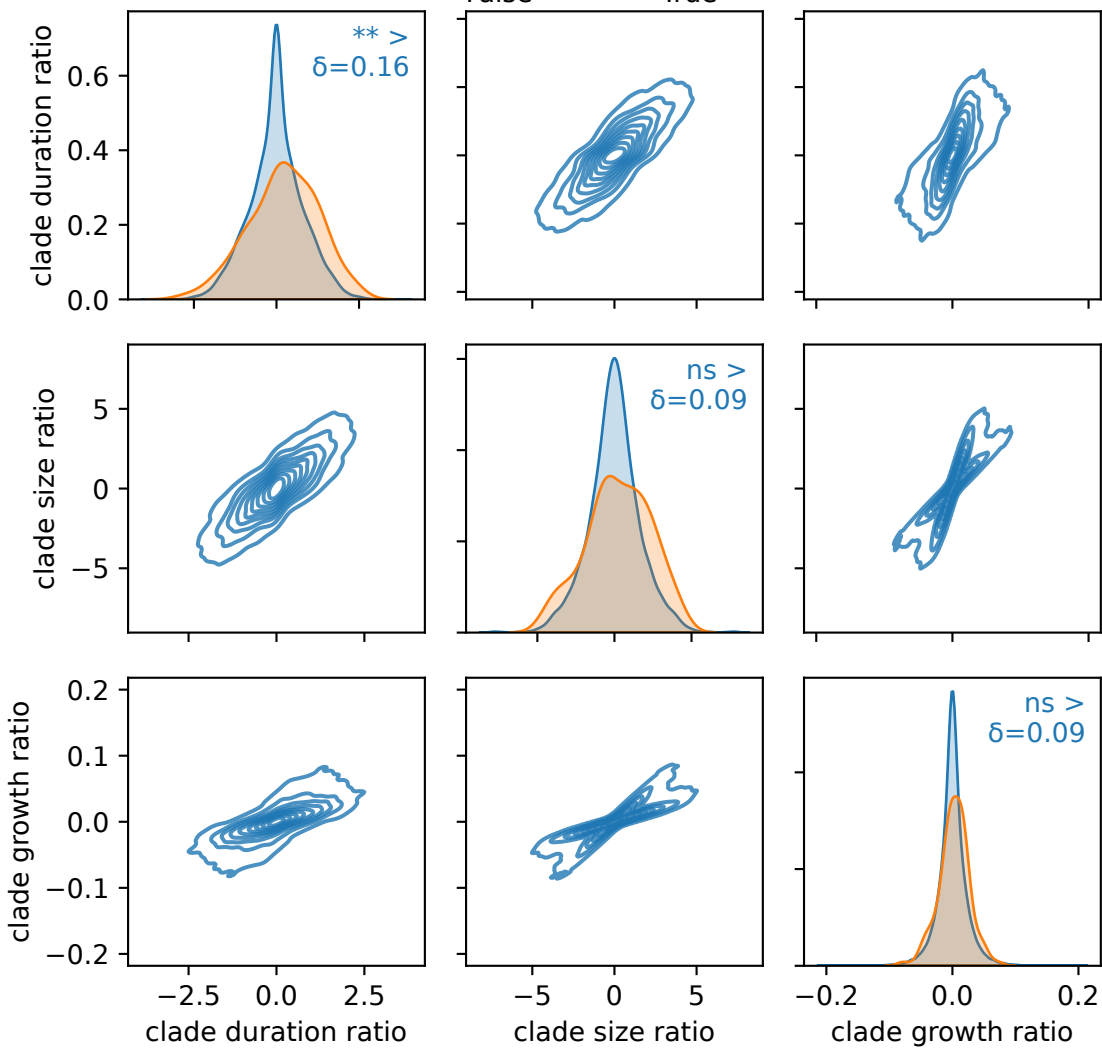 clade duration ratio
0.6
0.4
0.2
0.0
** >
δ=0.16
clade size ratio
5
0
−5
ns >
δ=0.09
clade growth ratio
0.2
0.1
0.0
−0.1
−0.2
ns >
δ=0.09
−2.5 0.0 2.5
clade duration ratio
−5 0 5
clade size ratio
−0.2 0.0 0.2
clade growth ratio